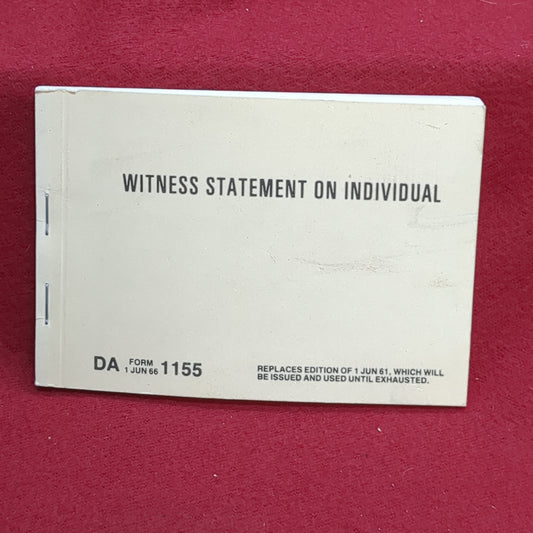 WITNESS STATEMENT ON INDIVIDUAL
DA FORM 1 JUN 66 1155
REPLACES EDITION OF 1 JUN 61, WHICH WILL
BE ISSUED AND USED UNTIL EXHAUSTED.